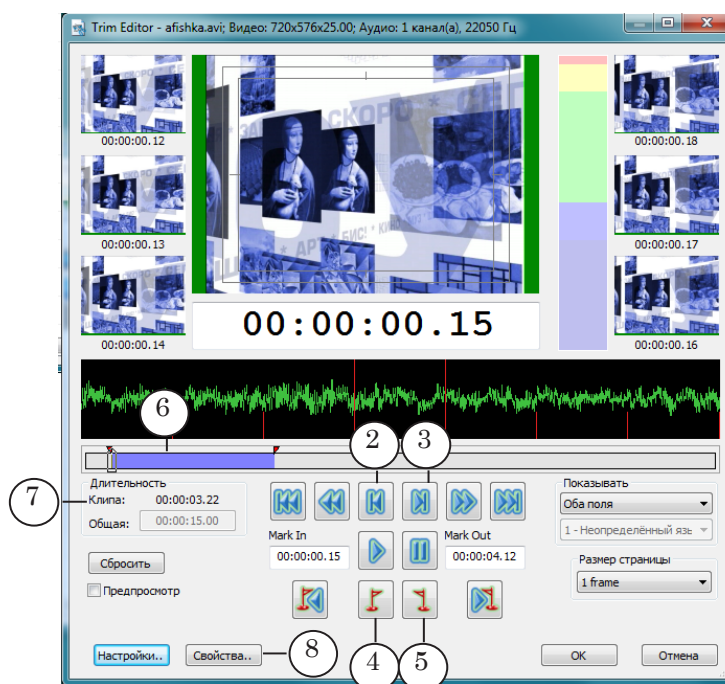 Trim Editor - afishka.avi; Видео: 720x576x25.00; Аудио: 1 канал(а), 22050 Гц
00:00:00.12
00:00:00.13
00:00:00.14
СКОРО *
* АРТ * БИС! *
00:00:00.18
00:00:00.17
00:00:00.16
00:00:00.15
6
2
3
7
Длительность
Клипа: 00:00:03.22
Общая: 00:00:15.00
Mark In
00:00:00.15
Mark Out
00:00:04.12
Показывать
Оба поля
1 - Неопределённый язь
Размер страницы
1 frame
Сбросить
Предпросмотр
Настройки..
Свойства..
8
4
5
OK
Отмена